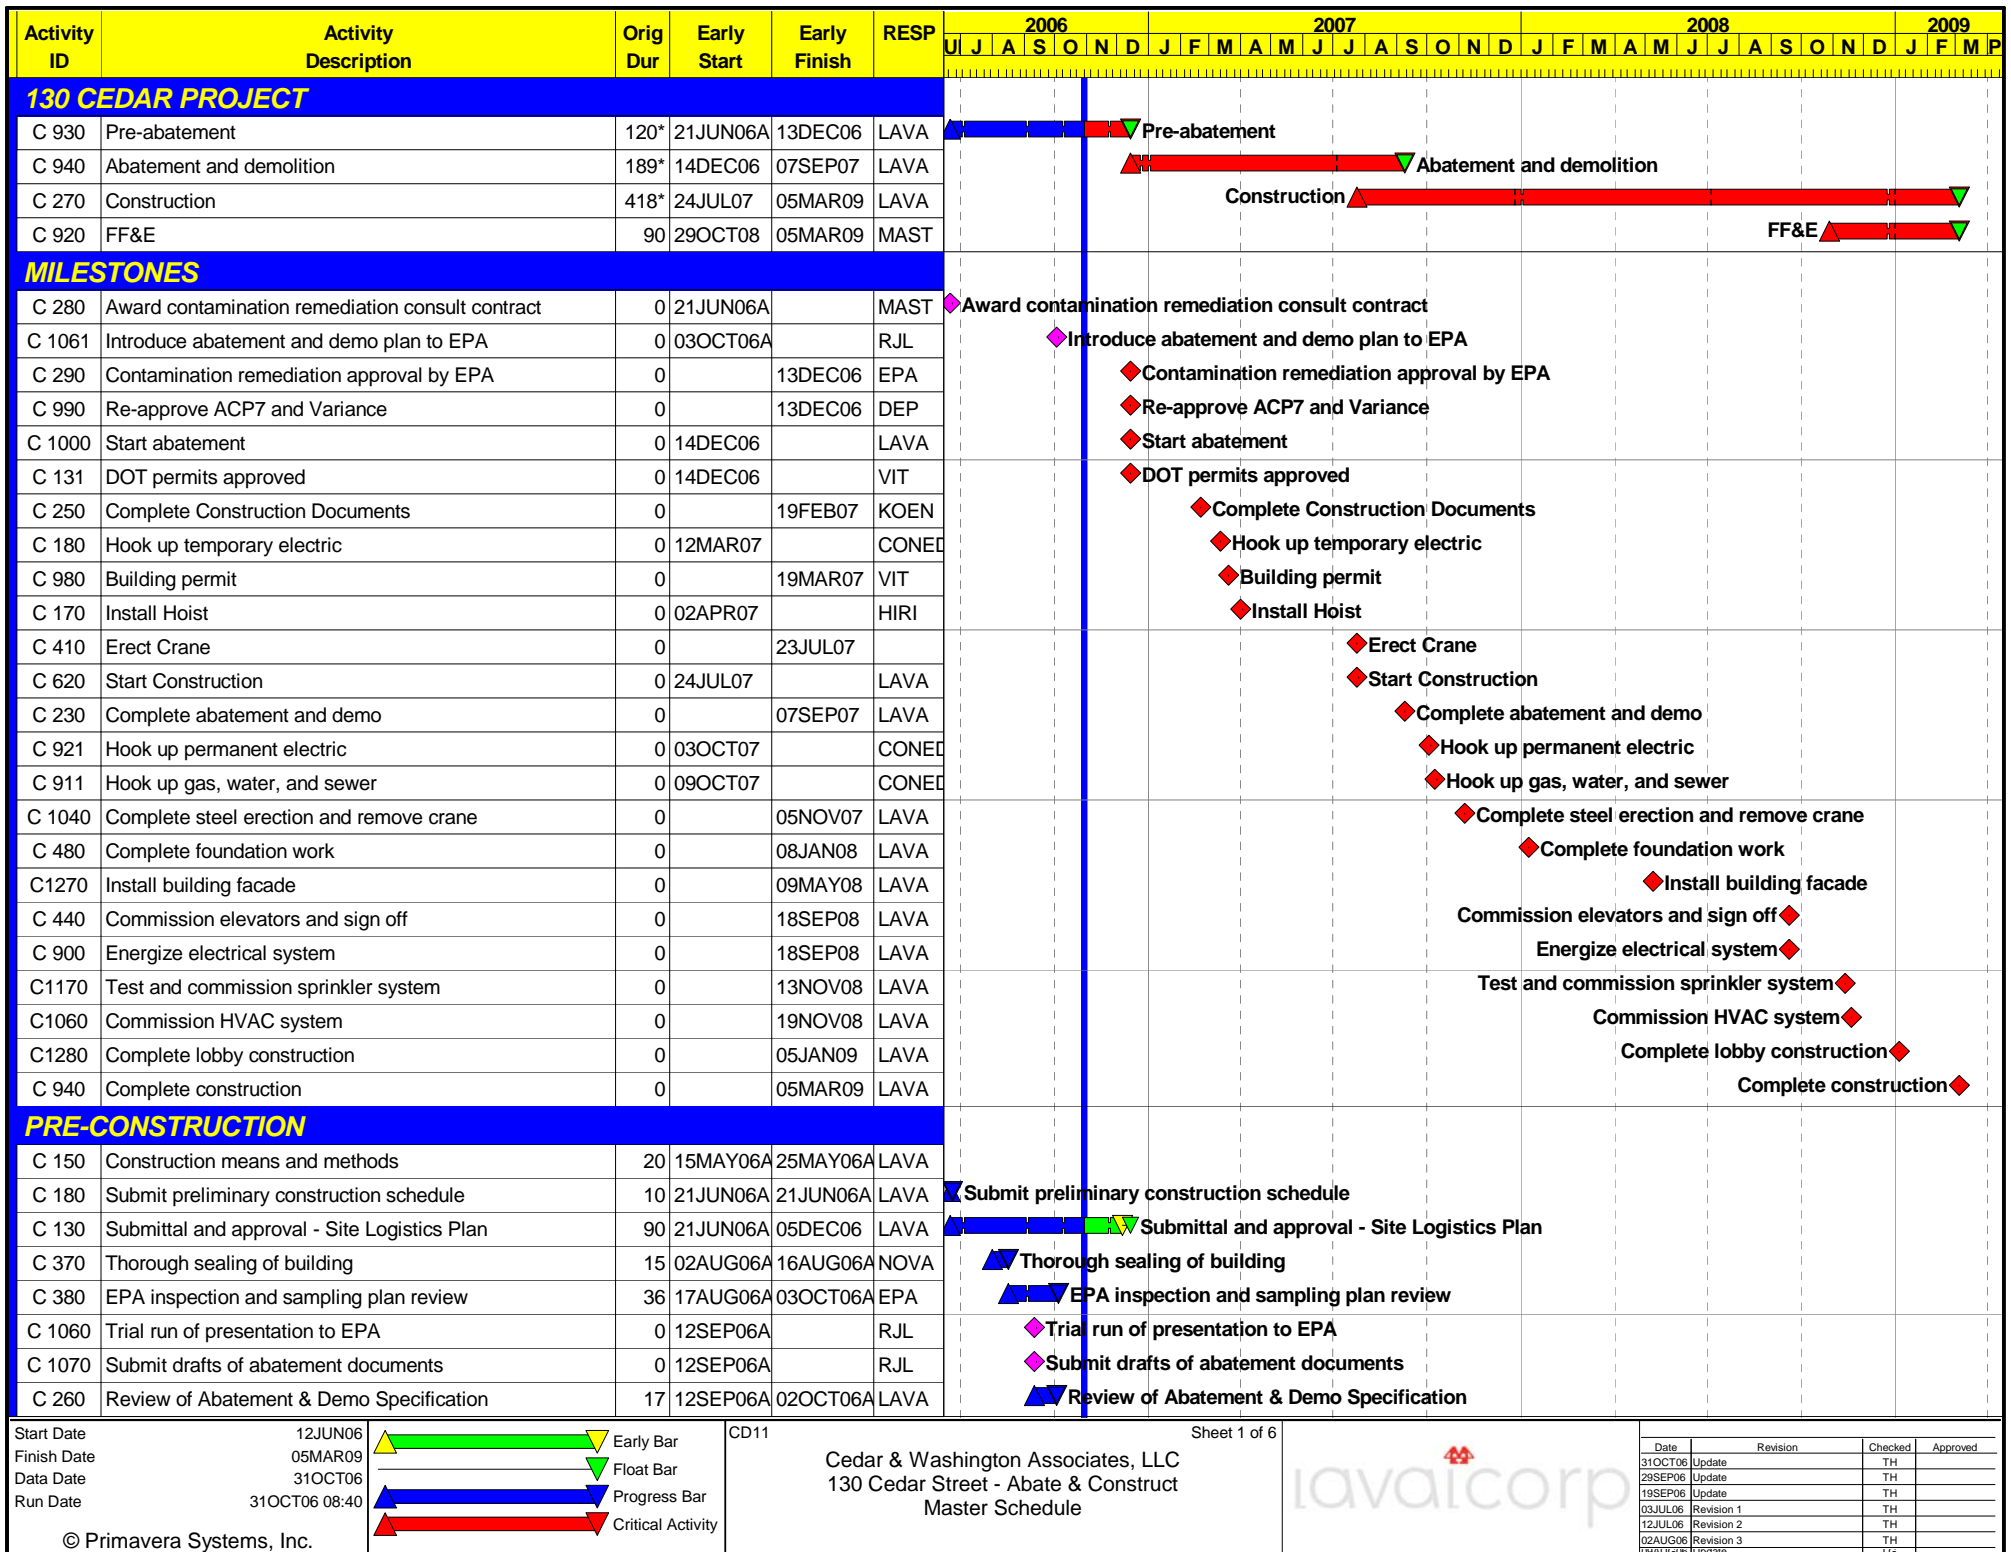 Activity ID Activity Description Orig Dur Early Start Early Finish RESP
2006 2007 2008 2009
J A S O N D J F M A M J J A S O N D J F M A M J J A S O N D J F M
130 CEDAR PROJECT
C 930 Pre-abatement 120* 21JUN06A 13DEC06 LAVA Pre-abatement
C 940 Abatement and demolition 189* 14DEC06 07SEP07 LAVA Abatement and demolition
C 270 Construction 418* 24JUL07 05MAR09 LAVA Construction
C 920 FF&E 90 29OCT08 05MAR09 MAST FF&E
MILESTONES
C 280 Award contamination remediation consult contract 0 21JUN06A MAST Award contamination remediation consult contract
C 1061 Introduce abatement and demo plan to EPA 0 03OCT06A RJL Introduce abatement and demo plan to EPA
C 290 Contamination remediation approval by EPA 0 13DEC06 EPA Contamination remediation approval by EPA
C 990 Re-approve ACP7 and Variance 0 13DEC06 DEP Re-approve ACP7 and Variance
C 1000 Start abatement 0 14DEC06 LAVA Start abatement
C 131 DOT permits approved 0 14DEC06 VIT DOT permits approved
C 250 Complete Construction Documents 0 19FEB07 KOEN Complete Construction Documents
C 180 Hook up temporary electric 0 12MAR07 CONED Hook up temporary electric
C 980 Building permit 0 19MAR07 VIT Building permit
C 170 Install Hoist 0 02APR07 HIRI Install Hoist
C 410 Erect Crane 0 23JUL07 Erect Crane
C 620 Start Construction 0 24JUL07 LAVA Start Construction
C 230 Complete abatement and demo 0 07SEP07 LAVA Complete abatement and demo
C 921 Hook up permanent electric 0 03OCT07 CONED Hook up permanent electric
C 911 Hook up gas, water, and sewer 0 09OCT07 CONED Hook up gas, water, and sewer
C 1040 Complete steel erection and remove crane 0 05NOV07 LAVA Complete steel erection and remove crane
C 480 Complete foundation work 0 08JAN08 LAVA Complete foundation work
C1270 Install building facade 0 09MAY08 LAVA Install building facade
C 440 Commission elevators and sign off 0 18SEP08 LAVA Commission elevators and sign off
C 900 Energize electrical system 0 18SEP08 LAVA Energize electrical system
C1170 Test and commission sprinkler system 0 13NOV08 LAVA Test and commission sprinkler system
C1060 Commission HVAC system 0 19NOV08 LAVA Commission HVAC system
C1280 Complete lobby construction 0 05JAN09 LAVA Complete lobby construction
C 940 Complete construction 0 05MAR09 LAVA Complete construction
PRE-CONSTRUCTION
C 150 Construction means and methods 20 15MAY06A 25MAY06A LAVA
C 180 Submit preliminary construction schedule 10 21JUN06A 21JUN06A LAVA Submit preliminary construction schedule
C 130 Submittal and approval - Site Logistics Plan 90 21JUN06A 05DEC06 LAVA Submittal and approval - Site Logistics Plan
C 370 Thorough sealing of building 15 02AUG06A 16AUG06A NOVA Thorough sealing of building
C 380 EPA inspection and sampling plan review 36 17AUG06A 03OCT06A EPA EPA inspection and sampling plan review
C 1060 Trial run of presentation to EPA 0 12SEP06A RJL Trial run of presentation to EPA
C 1070 Submit drafts of abatement documents 0 12SEP06A RJL Submit drafts of abatement documents
C 260 Review of Abatement & Demo Specification 17 12SEP06A 02OCT06A LAVA Review of Abatement & Demo Specification
Start Date 12JUN06
Finish Date 05MAR09
Data Date 31OCT06
Run Date 31OCT06 08:40
© Primavera Systems, Inc.
Early Bar
Float Bar
Progress Bar
Critical Activity
CD11 Sheet 1 of 6
Cedar & Washington Associates, LLC
130 Cedar Street - Abate & Construct
Master Schedule
lavalcorp
Date Revision Checked Approved
31OCT06 Update TH
29SEP06 Update TH
19SEP06 Update TH
03JUL06 Revision 1 TH
12JUL06 Revision 2 TH
02AUG06 Revision 3 TH